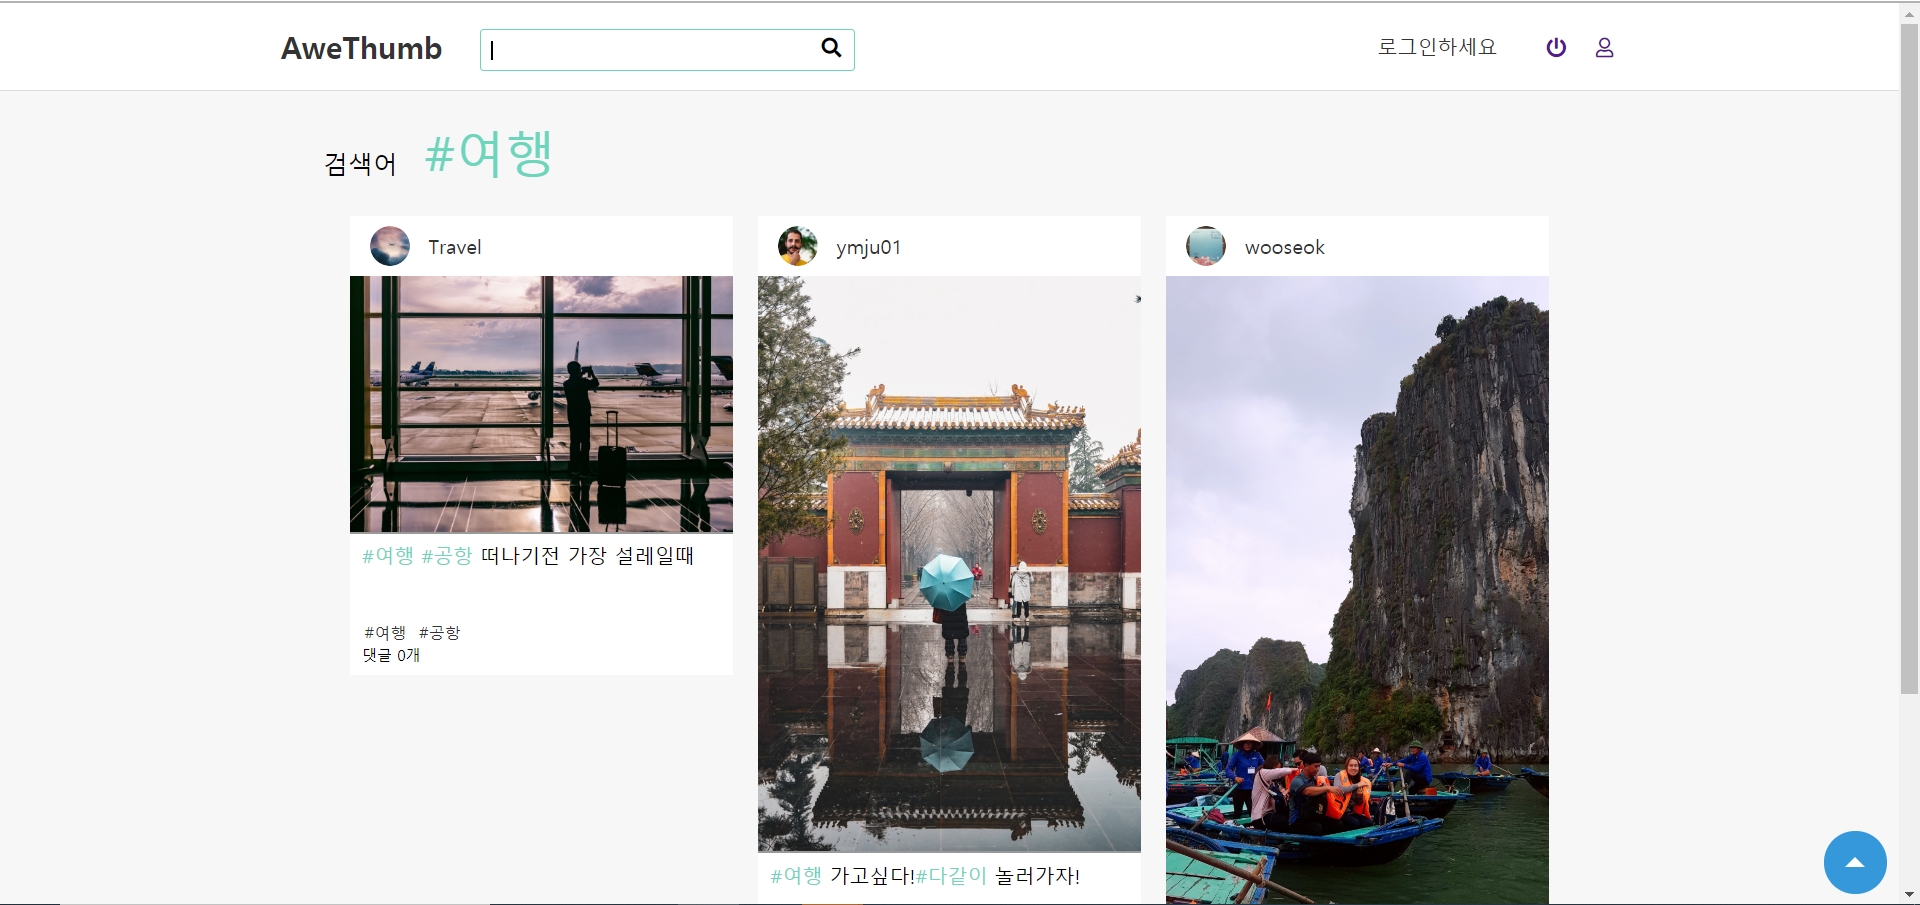 AweThumb
로그인하세요
검색어 #여행
Travel
#여행 #공항 떠나기전 가장 설레일때
#여행 #공항
댓글 0개
ymju01
#여행 가고싶다!#다같이 놀러가자!
wooseok